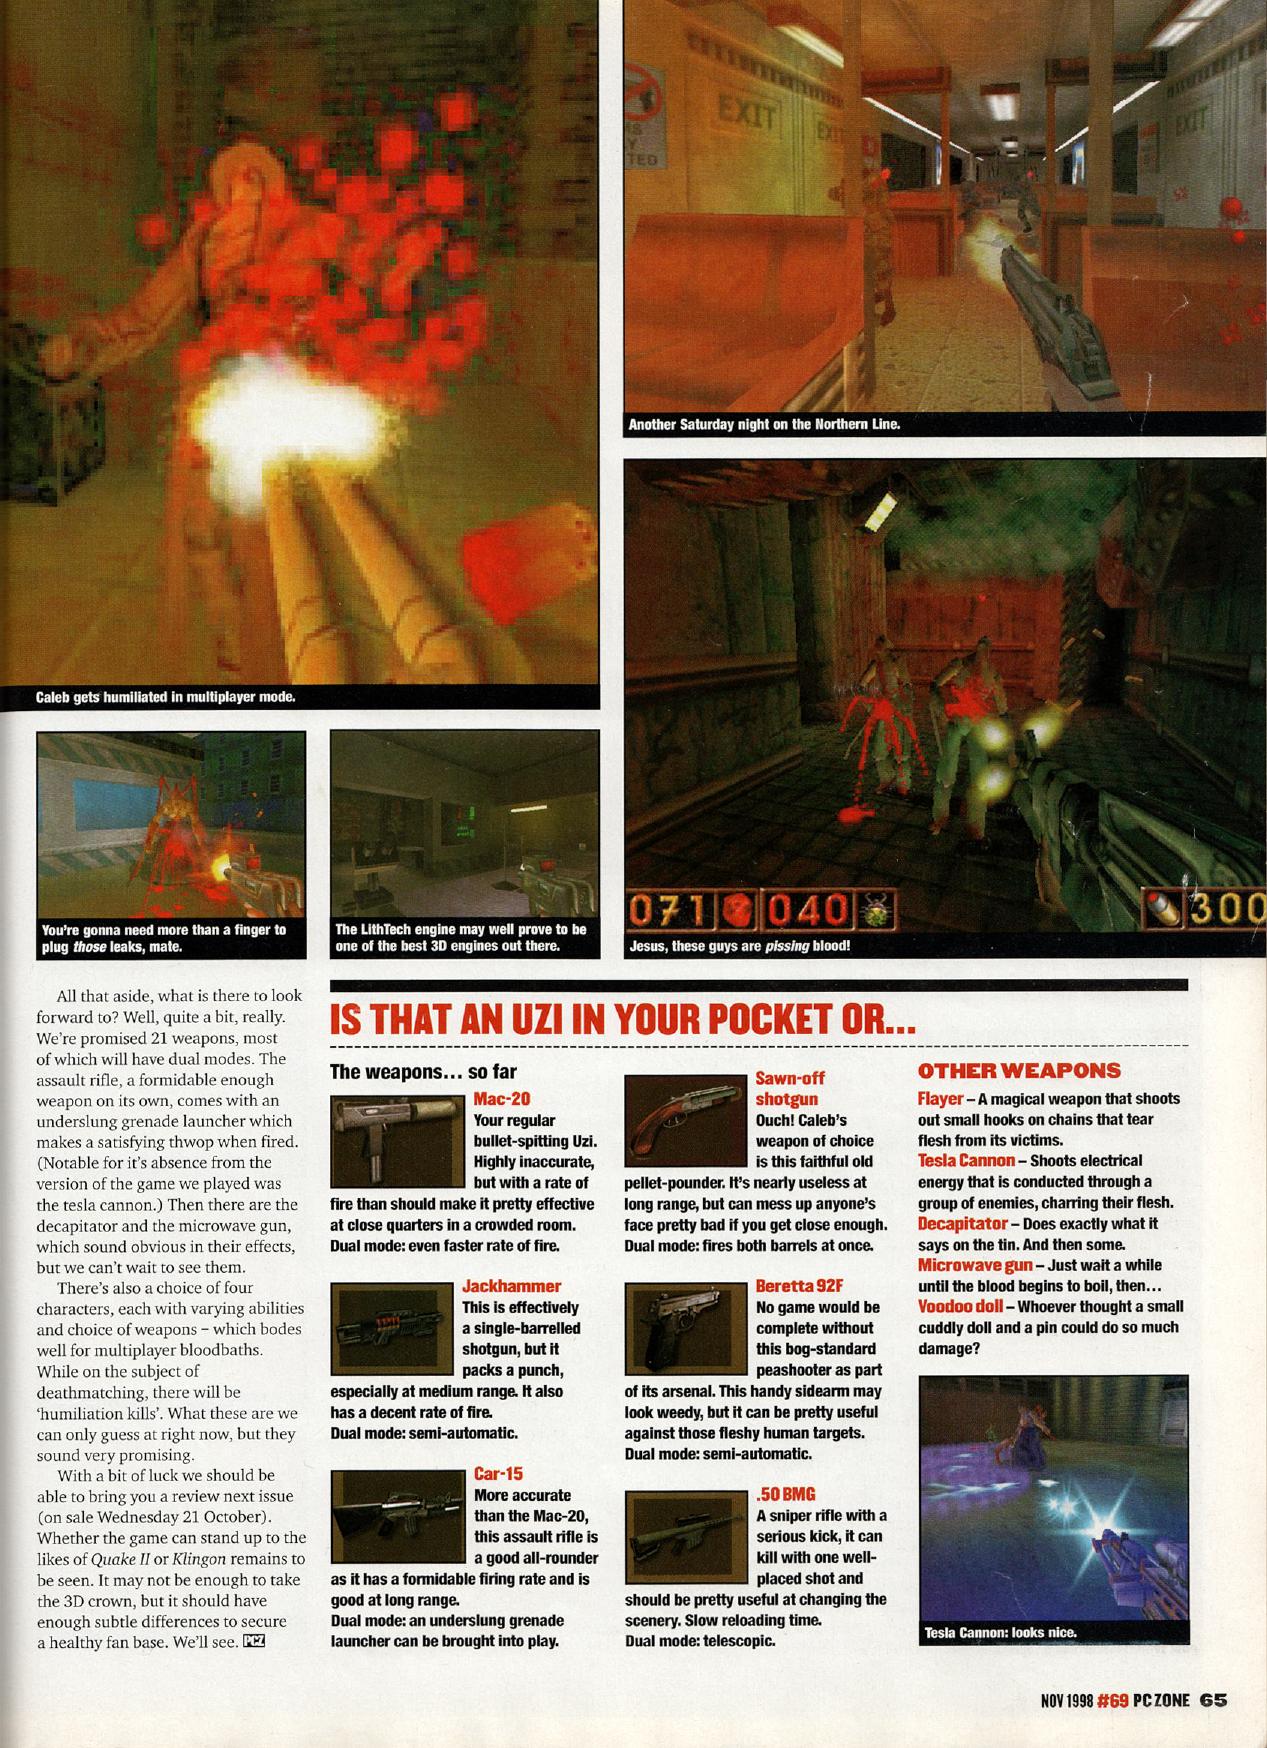 EXIT
EXIT
TED
Another Saturday night on the Northern Line.
Caleb gets humiliated in multiplayer mode.
071
040
300
You're gonna need more than a finger to
plug those leaks, mate.
The LithTech engine may well prove to be
one of the best 3D engines out there.
Jesus, these guys are pissing blood!
All that aside, what is there to look
forward to? Well, quite a bit, really.
We're promised 21 weapons, most
of which will have dual modes. The
assault rifle, a formidable enough
weapon on its own, comes with an
underslung grenade launcher which
makes a satisfying thwop when fired.
(Notable for it's absence from the
version of the game we played was
the tesla cannon.) Then there are the
decapitator and the microwave gun,
which sound obvious in their effects,
but we can't wait to see them.
There's also a choice of four
characters, each with varying abilities
and choice of weapons – which bodes
well for multiplayer bloodbaths.
While on the subject of
deathmatching, there will be
'humiliation kills'. What these are we
can only guess at right now, but they
sound very promising.
With a bit of luck we should be
able to bring you a review next issue
(on sale Wednesday 21 October).
Whether the game can stand up to the
likes of Quake II or Klingon remains to
be seen. It may not be enough to take
the 3D crown, but it should have
enough subtle differences to secure
a healthy fan base. We'll see. PCZ
IS THAT AN UZI IN YOUR POCKET OR...
The weapons... so far
Mac-20
Your regular
bullet-spitting Uzi.
Highly inaccurate,
but with a rate of
fire than should make it pretty effective
at close quarters in a crowded room.
Dual mode: even faster rate of fire.
Jackhammer
This is effectively
a single-barrelled
shotgun, but it
packs a punch,
especially at medium range. It also
has a decent rate of fire.
Dual mode: semi-automatic.
Car-15
More accurate
than the Mac-20,
this assault rifle is
a good all-rounder
as it has a formidable firing rate and is
good at long range.
Dual mode: an underslung grenade
launcher can be brought into play.
Sawn-off
shotgun
Ouch! Caleb's
weapon of choice
is this faithful old
pellet-pounder. It's nearly useless at
long range, but can mess up anyone's
face pretty bad if you get close enough.
Dual mode: fires both barrels at once.
Beretta 92F
No game would be
complete without
this bog-standard
peashooter as part
of its arsenal. This handy sidearm may
look weedy, but it can be pretty useful
against those fleshy human targets.
Dual mode: semi-automatic.
.50 BMG
A sniper rifle with a
serious kick, it can
kill with one well-
placed shot and
should be pretty useful at changing the
scenery. Slow reloading time.
Dual mode: telescopic.
OTHER WEAPONS
Flayer – A magical weapon that shoots
out small hooks on chains that tear
flesh from its victims.
Tesla Cannon – Shoots electrical
energy that is conducted through a
group of enemies, charring their flesh.
Decapitator – Does exactly what it
says on the tin. And then some.
Microwave gun – Just wait a while
until the blood begins to boil, then...
Voodoo doll – Whoever thought a small
cuddly doll and a pin could do so much
damage?
Tesla Cannon: looks nice.
NOV 1998 #69 PC ZONE 65